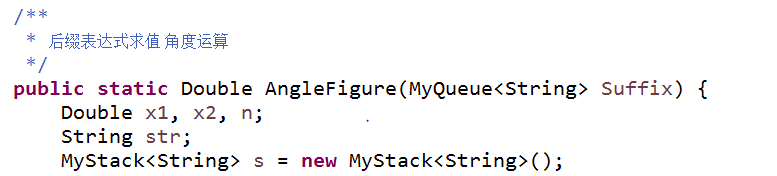 /**
 * 后缀表达式求值 角度运算
 */
public static Double AngleFigure(MyQueue<String> Suffix) {
    Double x1, x2, n;
    String str;
    MyStack<String> s = new MyStack<String>();